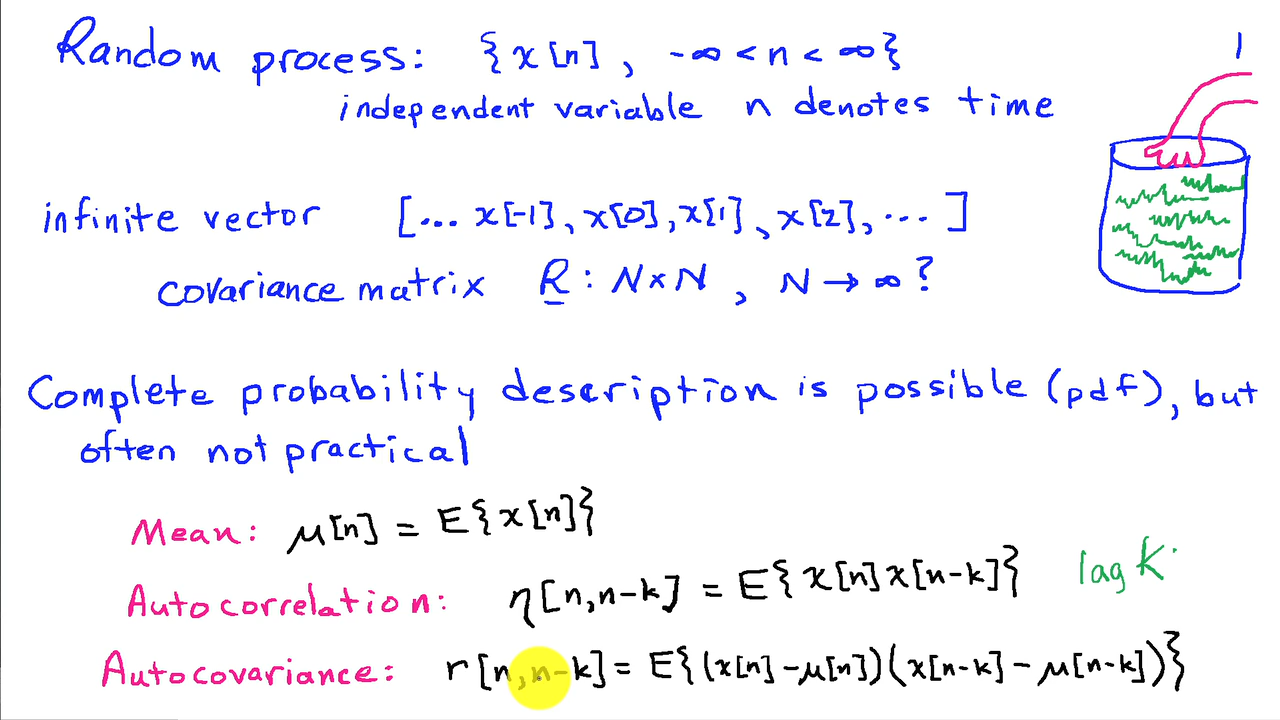 Random process: {x[n], -∞ < n < ∞}
1
independent variable n denotes time
infinite vector [... x[-1], x[0], x[1], x[2], ... ]
covariance matrix R : N×N , N → ∞ ?
Complete probability description is possible (pdf), but
often not practical
Mean: μ[n] = E{x[n]}
Autocorrelation: η[n,n-k] = E{x[n]x[n-k]} lag k
Autocovariance: r[n,n-k] = E{(x[n]-μ[n])(x[n-k]-μ[n-k])}